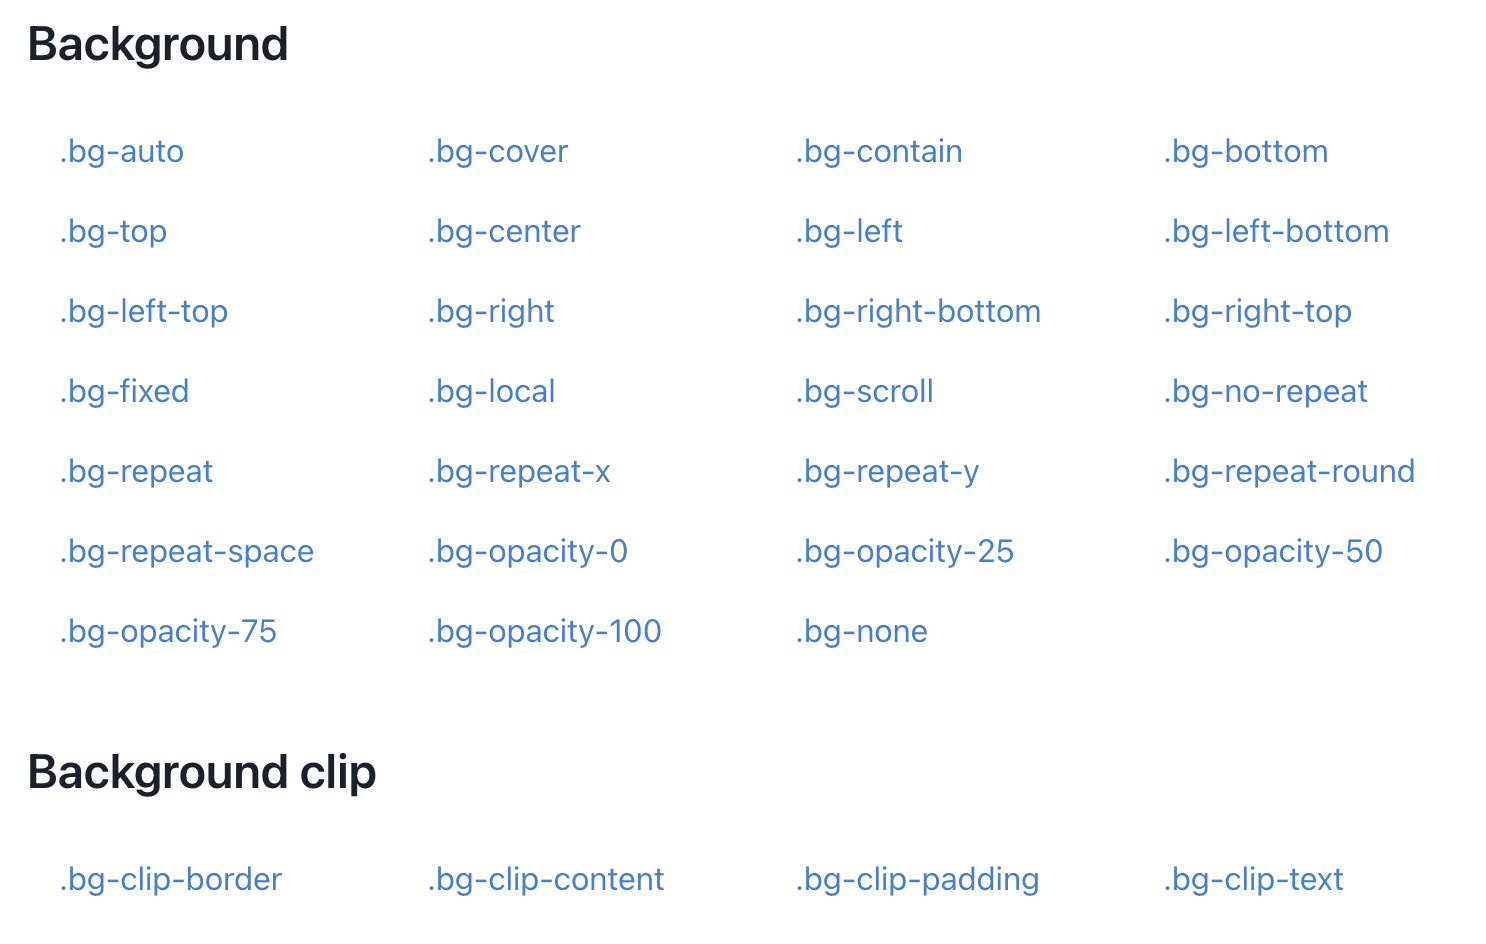 Background
.bg-auto .bg-cover .bg-contain .bg-bottom
.bg-top .bg-center .bg-left .bg-left-bottom
.bg-left-top .bg-right .bg-right-bottom .bg-right-top
.bg-fixed .bg-local .bg-scroll .bg-no-repeat
.bg-repeat .bg-repeat-x .bg-repeat-y .bg-repeat-round
.bg-repeat-space .bg-opacity-0 .bg-opacity-25 .bg-opacity-50
.bg-opacity-75 .bg-opacity-100 .bg-none
Background clip
.bg-clip-border .bg-clip-content .bg-clip-padding .bg-clip-text